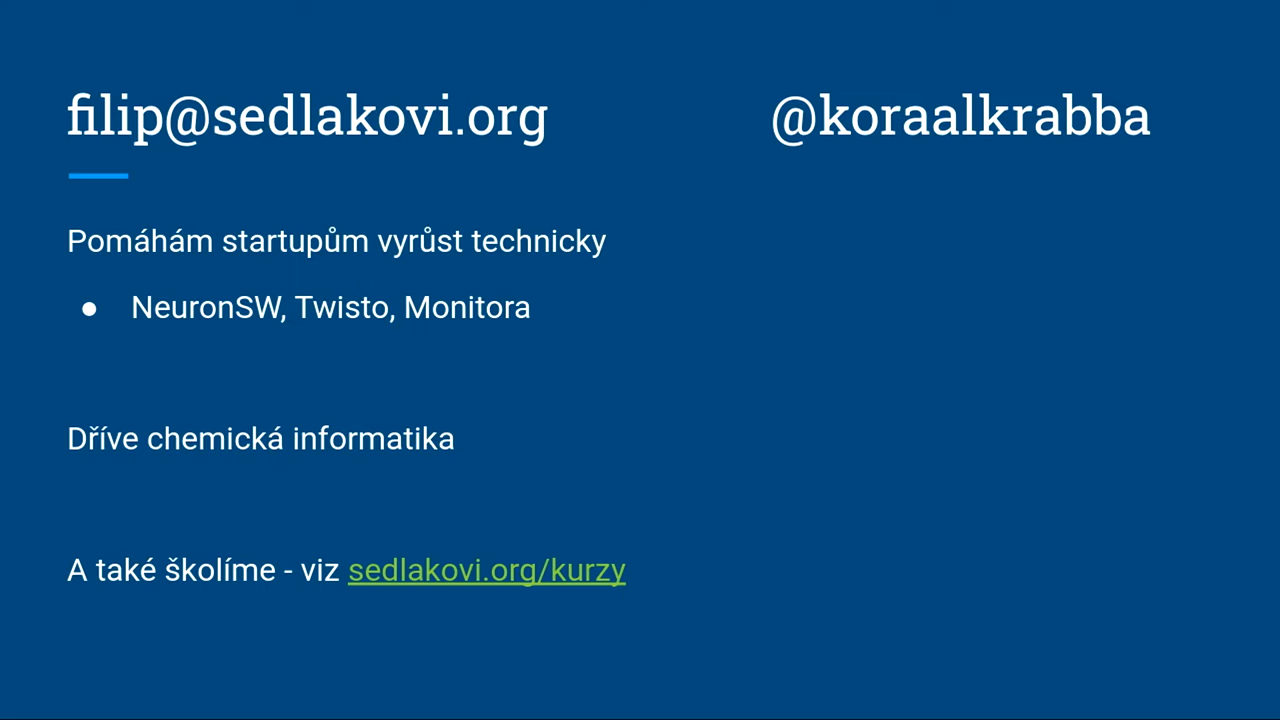 filip@sedlakovi.org @koraalkrabba
Pomáhám startupům vyrůst technicky
● NeuronSW, Twisto, Monitora
Dříve chemická informatika
A také školíme - viz sedlakovi.org/kurzy